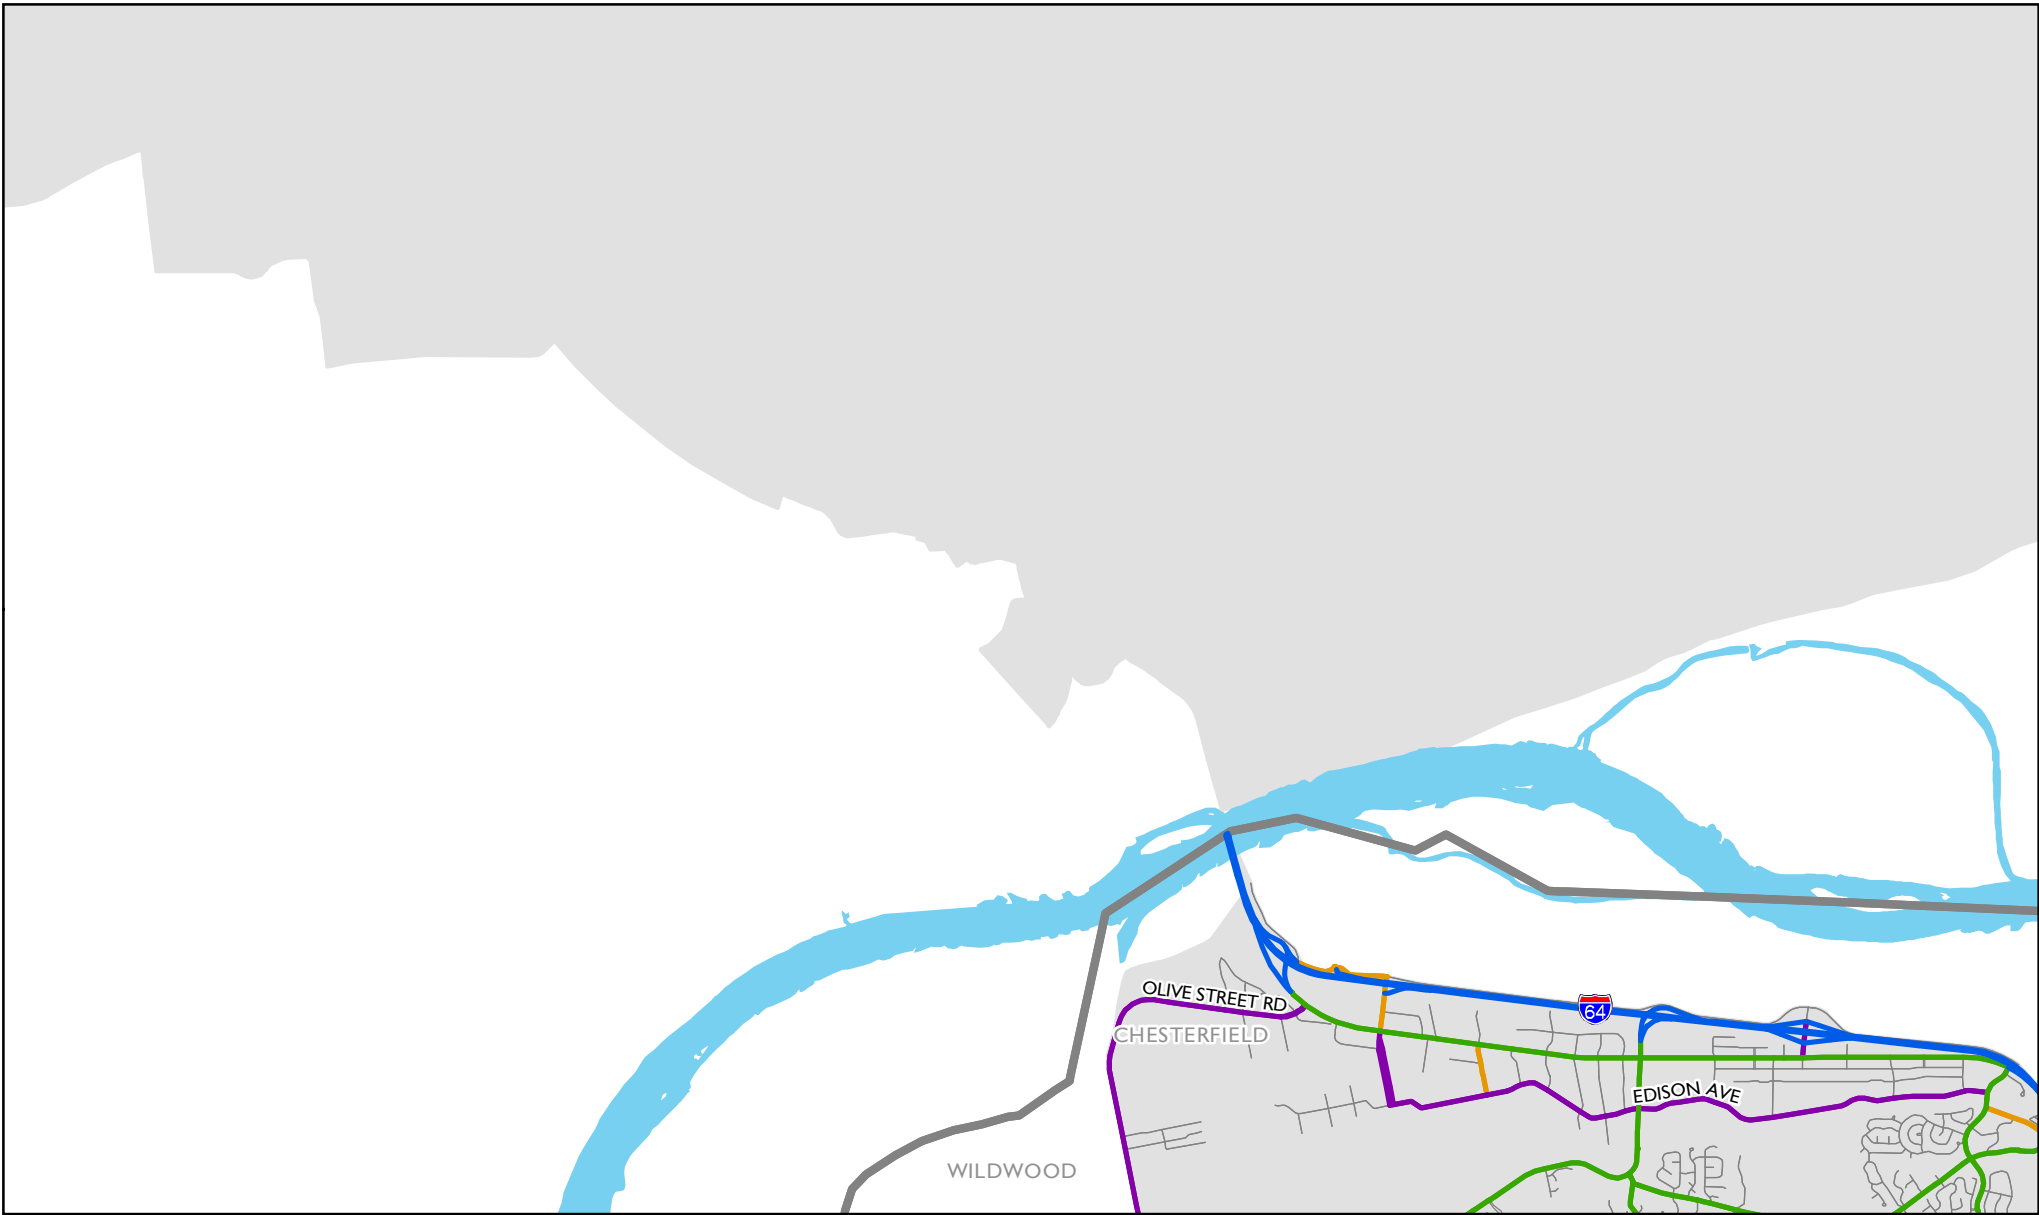 OLIVE STREET RD
64
CHESTERFIELD
EDISON AVE
WILDWOOD